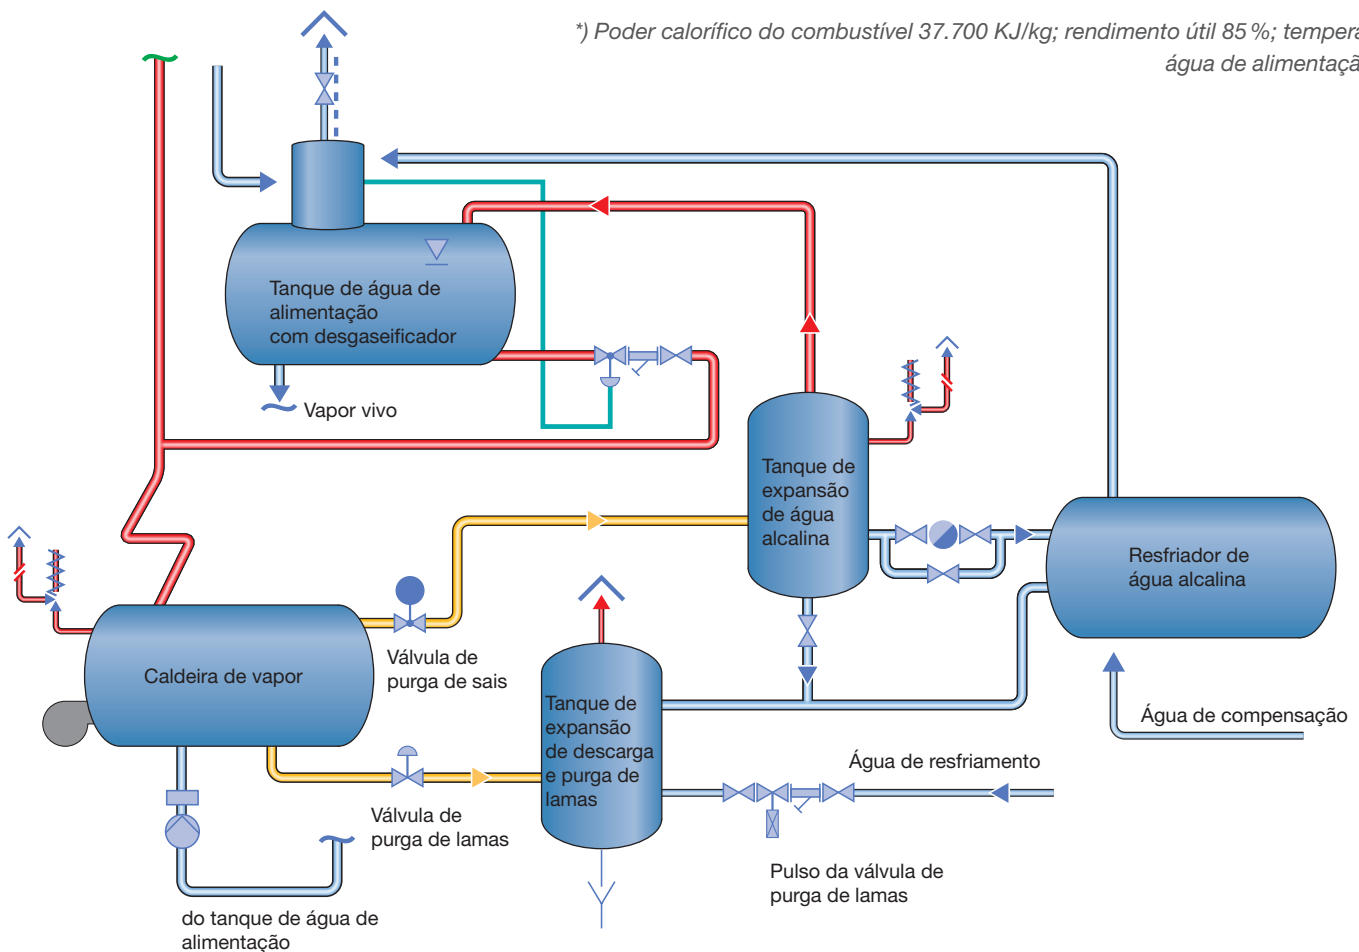 *) Poder calorífico do combustível 37.700 KJ/kg; rendimento útil 85 %; tempera
água de alimentaçã
Tanque de água de
alimentação
com desgaseificador
Vapor vivo
Tanque de
expansão
de água
alcalina
Resfriador de
água alcalina
Caldeira de vapor
Válvula de
purga de sais
Tanque de
expansão
de descarga
e purga de
lamas
Água de compensação
Água de resfriamento
Válvula de
purga de lamas
Pulso da válvula de
purga de lamas
do tanque de água de
alimentação